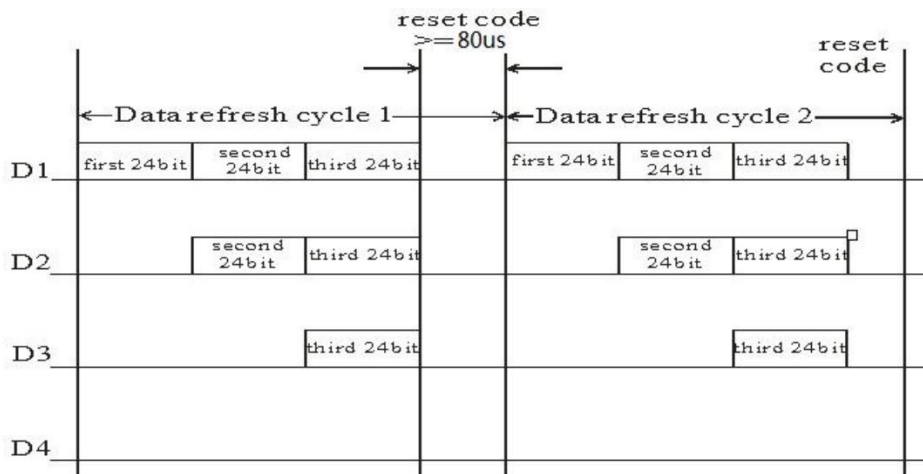 reset code
>=80us
reset
code
Data refresh cycle 1
Data refresh cycle 2
D1
first 24bit
second
24bit
third 24bit
first 24bit
second
24bit
third 24bit
D2
second
24bit
third 24bit
second
24bit
third 24bit
D3
third 24bit
third 24bit
D4